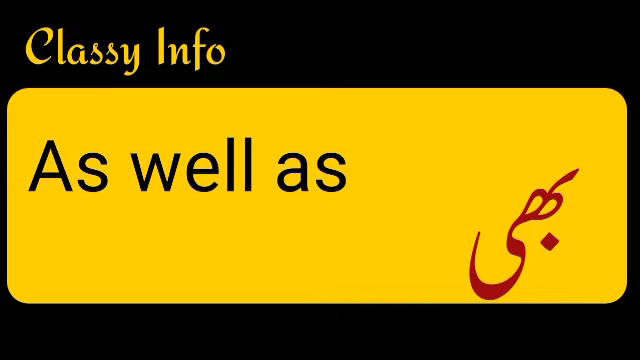 Classy Info
As well as
بھی